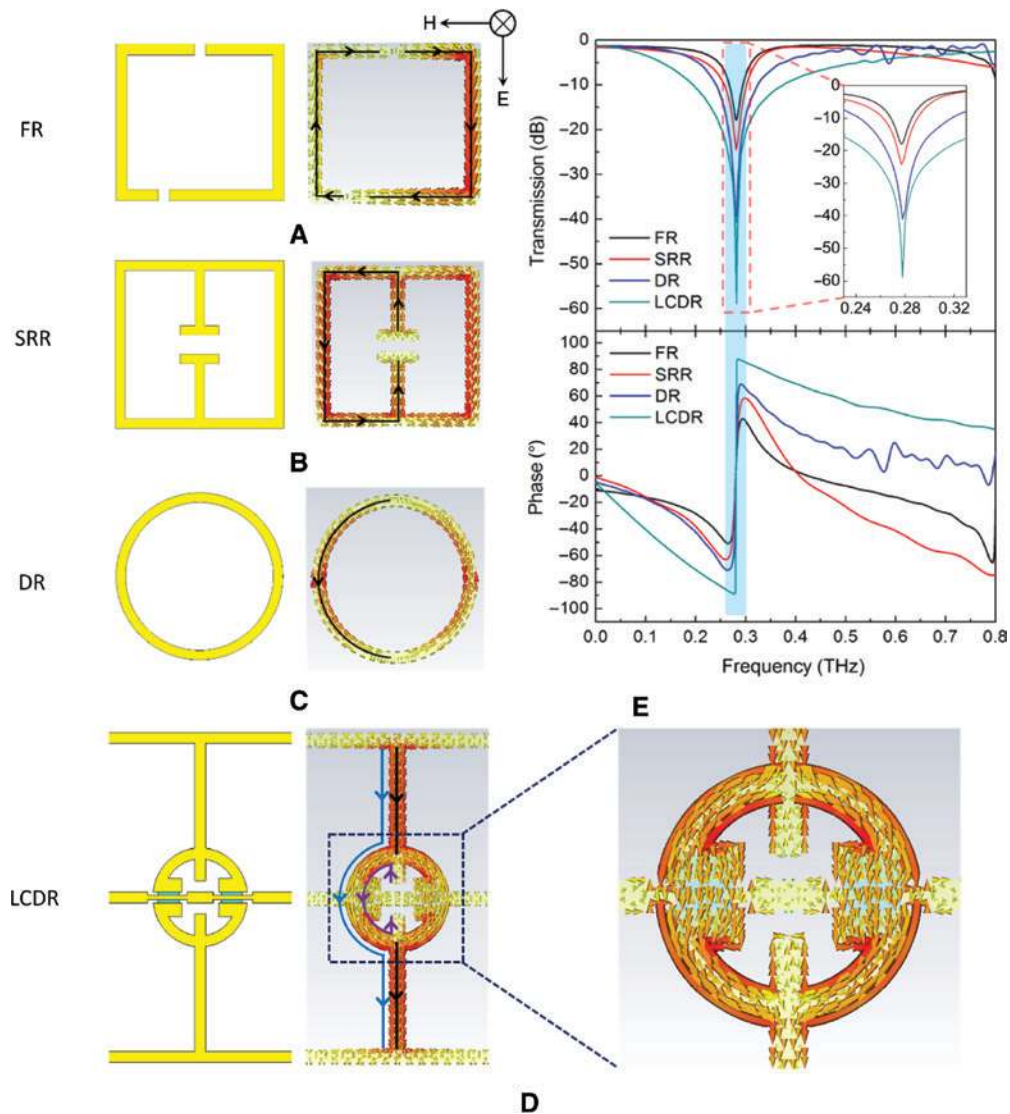 H
E
FR
A
SRR
B
DR
C
LCDR
D
Transmission (dB)
0
−10
−20
−30
−40
−50
−60
FR
SRR
DR
LCDR
0
−10
−20
−30
−40
−50
−60
0.24 0.28 0.32
Phase (°)
100°
80
60
40
20
0
−20
−40
−60
−80
−100
FR
SRR
DR
LCDR
0.0 0.1 0.2 0.3 0.4 0.5 0.6 0.7 0.8
Frequency (THz)
E